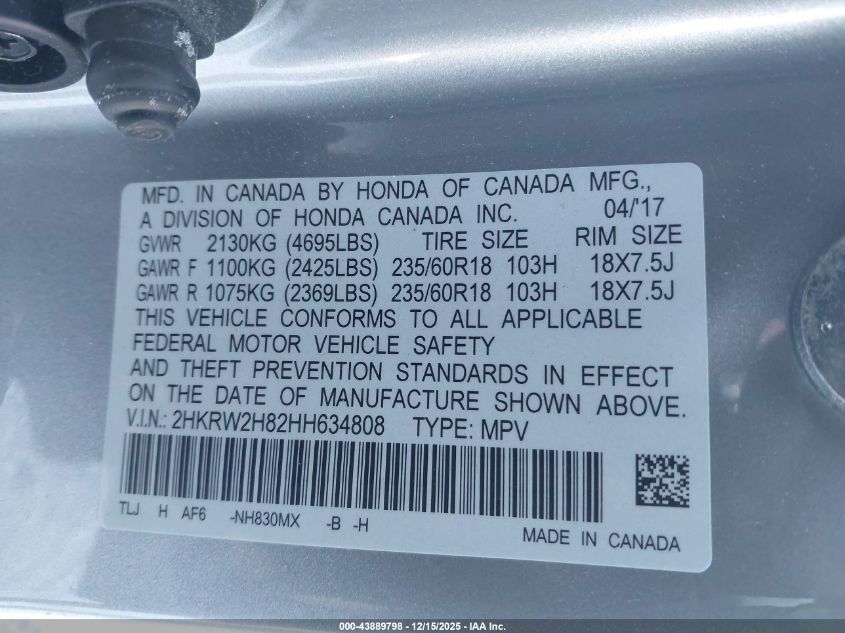 MFD. IN CANADA BY HONDA OF CANADA MFG.,
A DIVISION OF HONDA CANADA INC. 04/'17
GVWR 2130KG (4695LBS) TIRE SIZE RIM SIZE
GAWR F 1100KG (2425LBS) 235/60R18 103H 18X7.5J
GAWR R 1075KG (2369LBS) 235/60R18 103H 18X7.5J
THIS VEHICLE CONFORMS TO ALL APPLICABLE
FEDERAL MOTOR VEHICLE SAFETY
AND THEFT PREVENTION STANDARDS IN EFFECT
ON THE DATE OF MANUFACTURE SHOWN ABOVE.
V.I.N.: 2HKRW2H82HH634808 TYPE: MPV
TLJ H AF6 -NH830MX -B -H
MADE IN CANADA
000-43889798 - 12/15/2025 - IAA Inc.